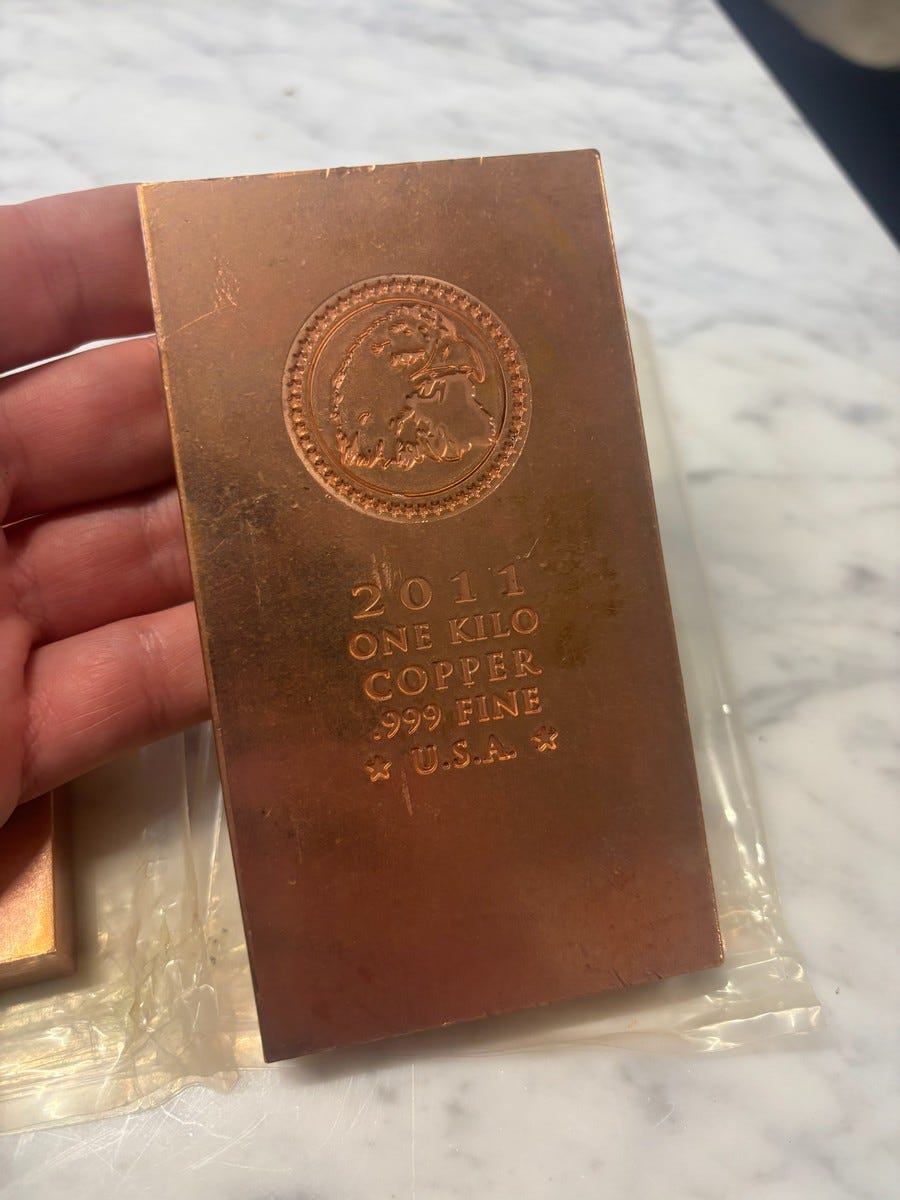 2011
ONE KILO
COPPER
.999 FINE
★ U.S.A. ★